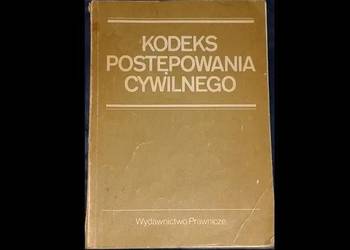 KODEKS
POSTĘPOWANIA
CYWILNEGO
Wydawnictwo Prawnicze